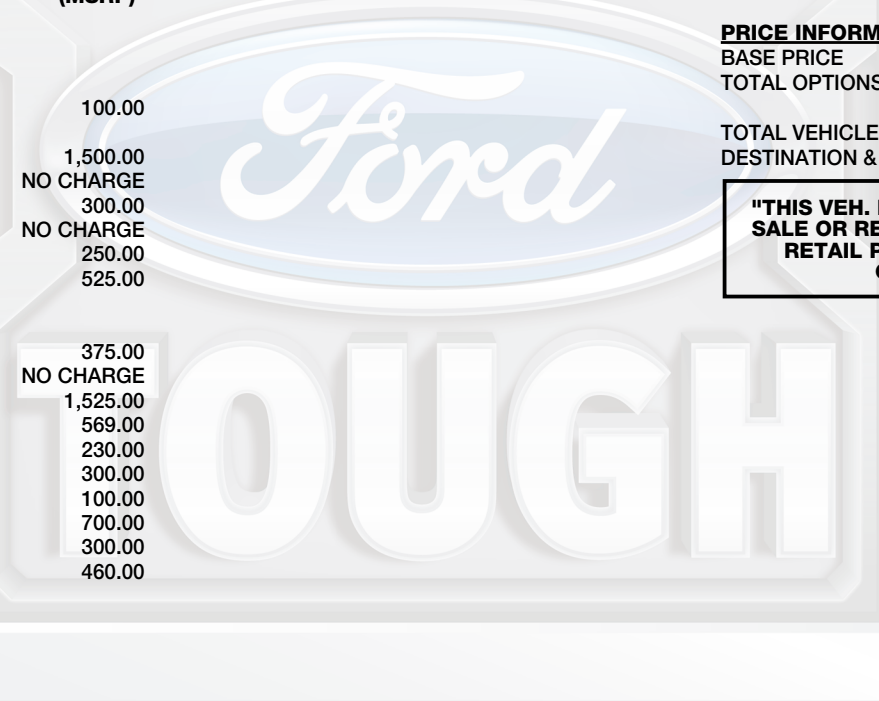 (MSRP)
100.00
1,500.00
NO CHARGE
300.00
NO CHARGE
250.00
525.00
375.00
NO CHARGE
1,525.00
569.00
230.00
300.00
100.00
700.00
300.00
460.00
PRICE INFORM
BASE PRICE
TOTAL OPTIONS
TOTAL VEHICLE
DESTINATION &
"THIS VEH.
SALE OR RE
RETAIL P
Ford
TOUGH